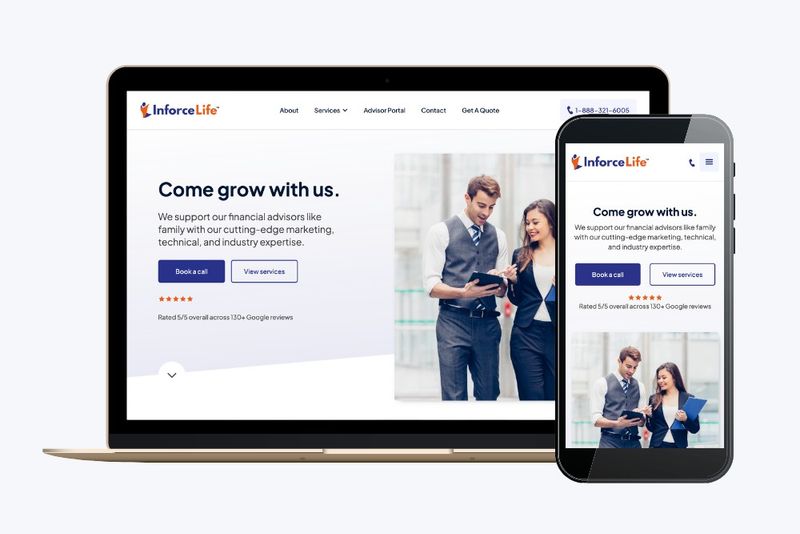 InforceLife™
About Services Advisor Portal Contact Get A Quote 1-888-321-6005
Come grow with us.
We support our financial advisors like
family with our cutting-edge marketing,
technical, and industry expertise.
Book a call View services
Rated 5/5 overall across 130+ Google reviews
InforceLife™
Come grow with us.
We support our financial advisors like family
with our cutting-edge marketing, technical,
and industry expertise.
Book a call View services
Rated 5/5 overall across 130+ Google reviews